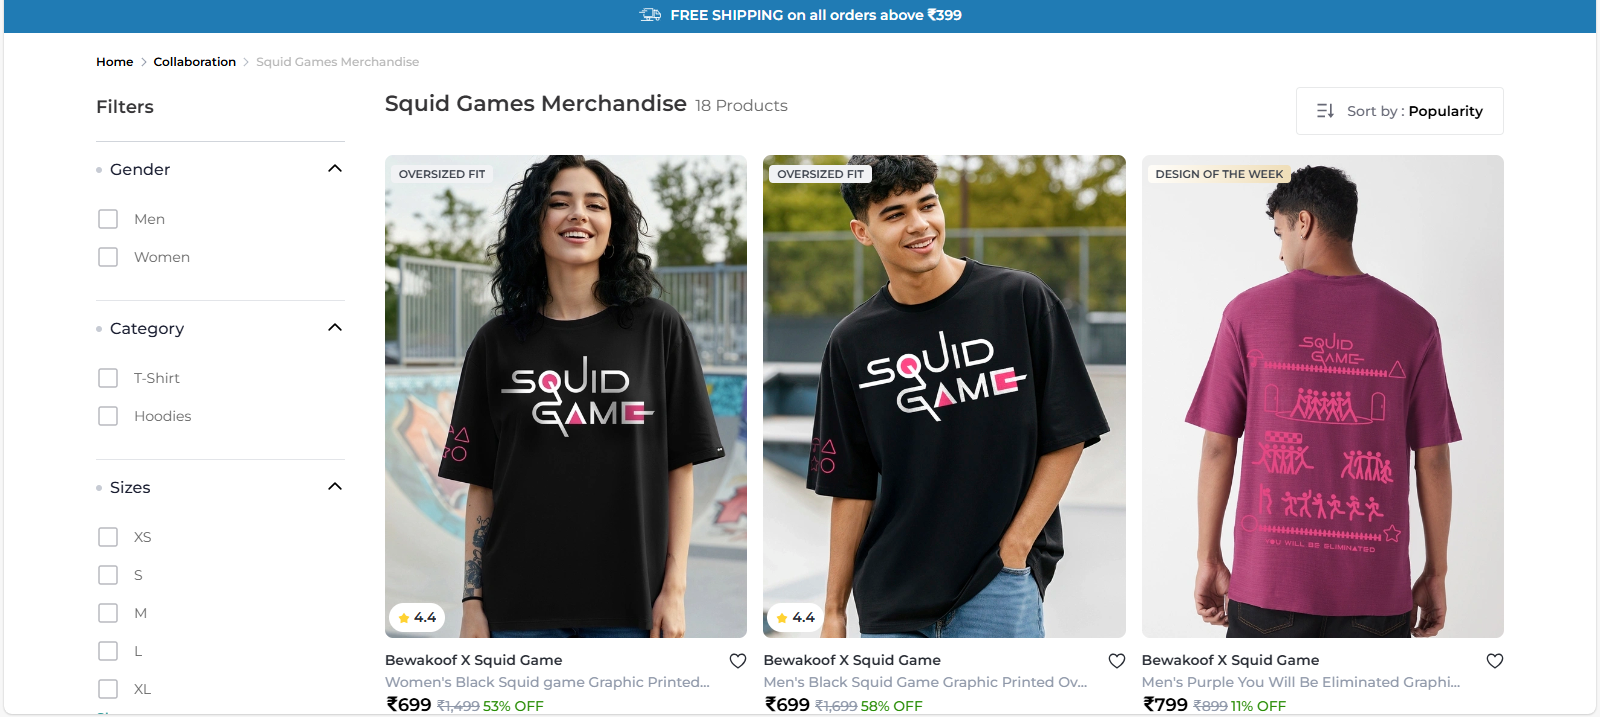 FREE SHIPPING on all orders above ₹399
Home > Collaboration > Squid Games Merchandise
Filters
Gender
Men
Women
Category
T-Shirt
Hoodies
Sizes
XS
S
M
L
XL
Squid Games Merchandise 18 Products
Sort by : Popularity
OVERSIZED FIT
SQUID
GAME
4.4
Bewakoof X Squid Game
Women's Black Squid game Graphic Printed...
₹699 ₹1,499 53% OFF
OVERSIZED FIT
SQUID
GAME
4.4
Bewakoof X Squid Game
Men's Black Squid Game Graphic Printed Ov...
₹699 ₹1,699 58% OFF
DESIGN OF THE WEEK
SQUID
GAME
YOU WILL BE ELIMINATED
Bewakoof X Squid Game
Men's Purple You Will Be Eliminated Graphi...
₹799 ₹899 11% OFF